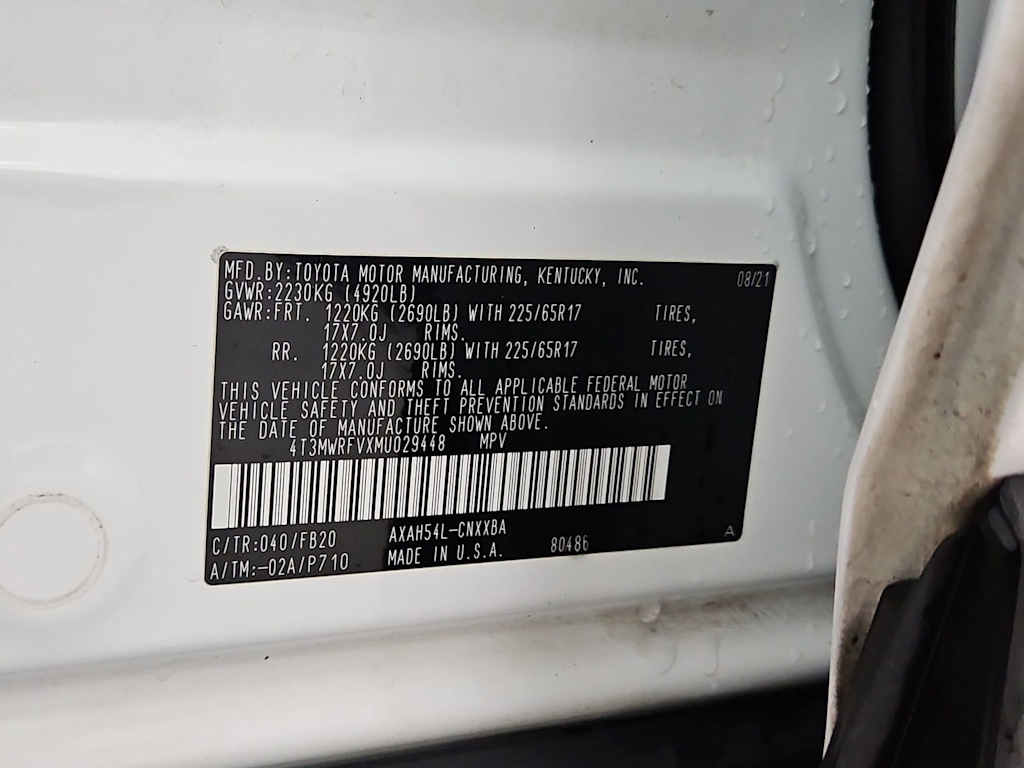 MFD.BY:TOYOTA MOTOR MANUFACTURING, KENTUCKY, INC. 08/21
GVWR:2230KG (4920LB)
GAWR:FRT. 1220KG (2690LB) WITH 225/65R17 TIRES,
17X7.0J RIMS.
RR. 1220KG (2690LB) WITH 225/65R17 TIRES,
17X7.0J RIMS.
THIS VEHICLE CONFORMS TO ALL APPLICABLE FEDERAL MOTOR
VEHICLE SAFETY AND THEFT PREVENTION STANDARDS IN EFFECT ON
THE DATE OF MANUFACTURE SHOWN ABOVE.
4T3MWRFVXMU029448 MPV
C/TR:040/FB20 AXAH54L-CNXXBA
A/TM:-02A/P710 MADE IN U.S.A. 80486 A